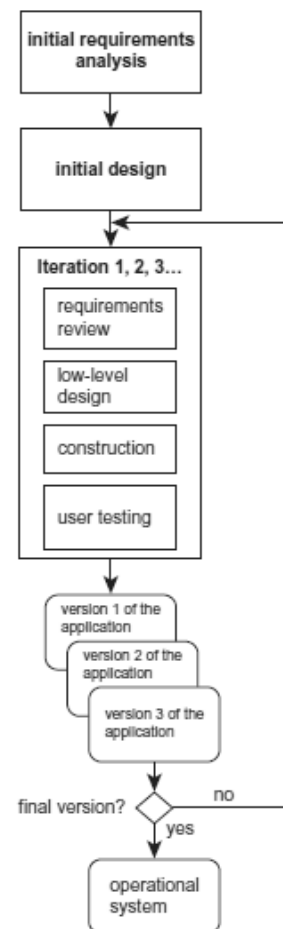 initial requirements
analysis
initial design
Iteration 1, 2, 3...
requirements
review
low-level
design
construction
user testing
version 1 of the
application
version 2 of the
application
version 3 of the
application
final version?
no
yes
operational
system